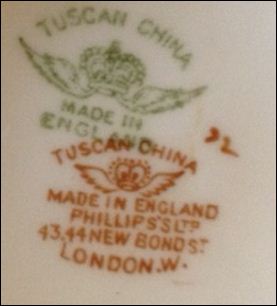 TUSCAN CHINA
MADE IN
ENGLAND
32
TUSCAN CHINA
MADE IN ENGLAND
PHILLIPS'S LTD
43,44 NEW BOND ST
LONDON.W.